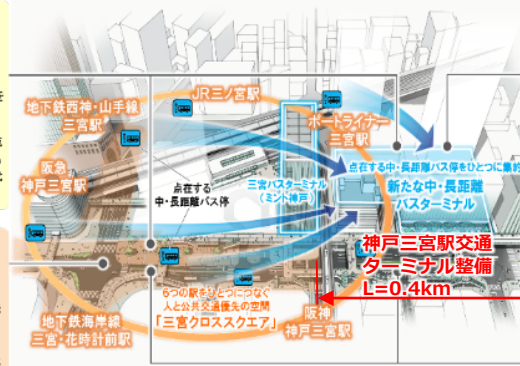 JR三ノ宮駅
地下鉄西神・山手線
三宮駅
ポートライナー
三宮駅
阪急
神戸三宮駅
点在する
中・長距離バス停
三宮バスターミナル
（ミント神戸）
点在する中・長距離バス停をひとつに集約
新たな中・長距離
バスターミナル
神戸三宮駅交通
ターミナル整備
L=0.4km
6つの駅をひとつにつなぐ
人と公共交通優先の空間
「三宮クロススクエア」
阪神
神戸三宮駅
地下鉄海岸線
三宮・花時計前駅